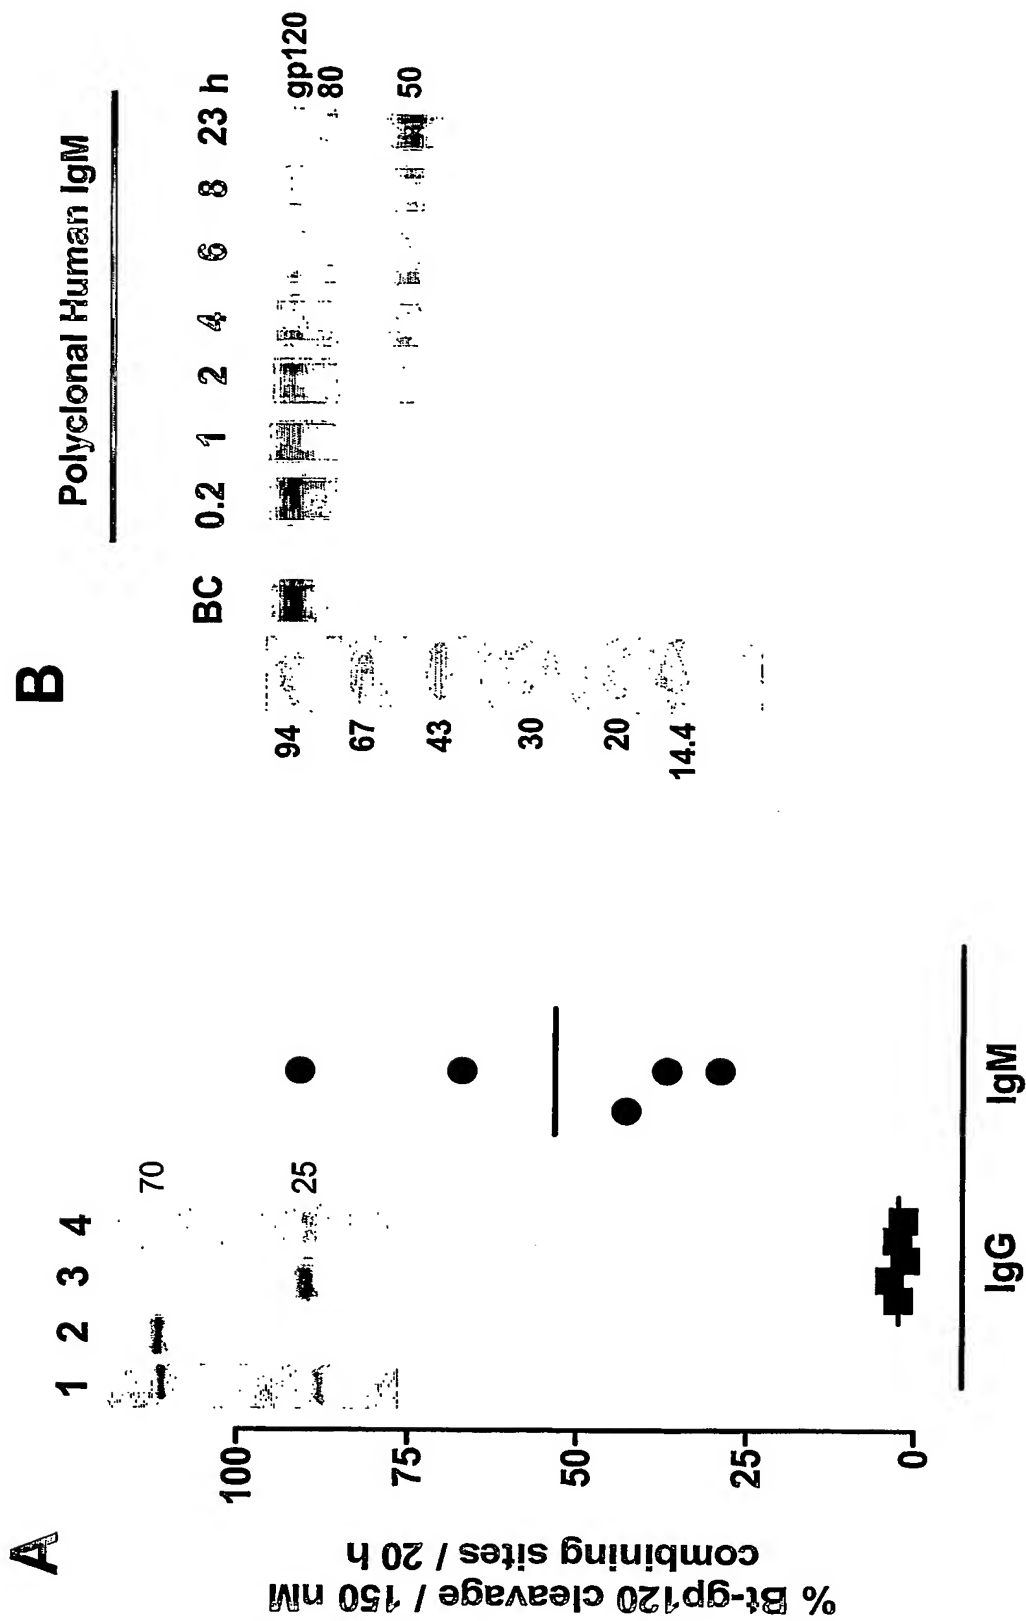 A
% Bt-gp120 cleavage / 150 nM
combining sites / 20 h
100
75
50
25
0
1 2 3 4
70
25
IgG IgM
B
Polyclonal Human IgM
BC 0.2 1 2 4 6 8 23 h
gp120
80
50
94
67
43
30
20
14.4